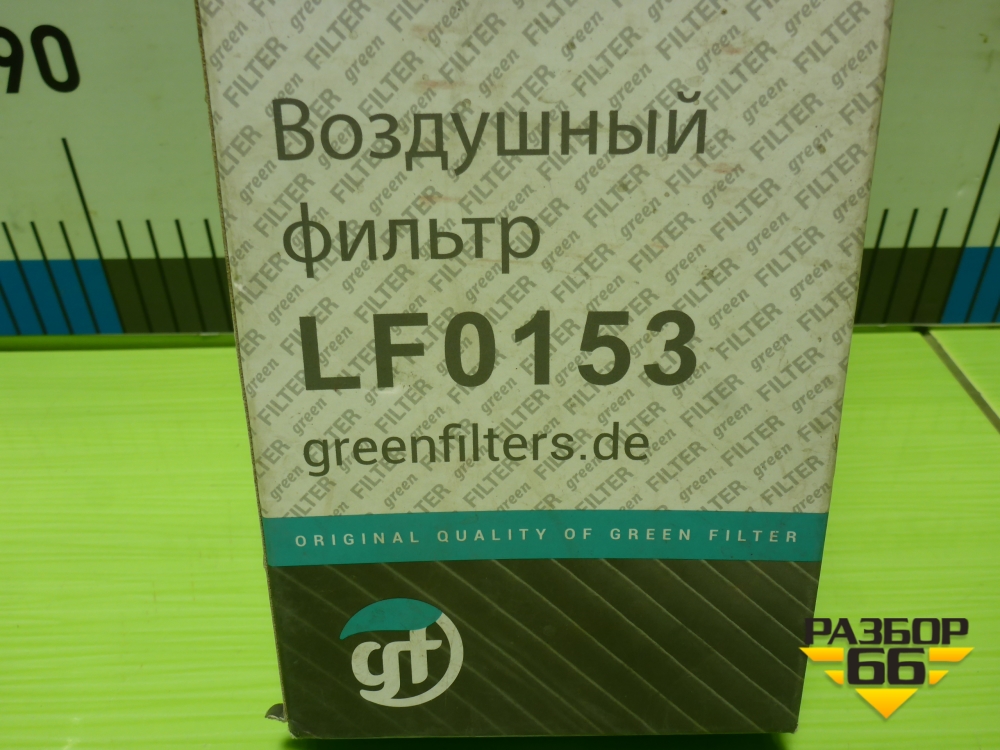 90
Воздушный
фильтр
LF0153
greenfilters.de
ORIGINAL QUALITY OF GREEN FILTER
gf
РАЗБОР
66